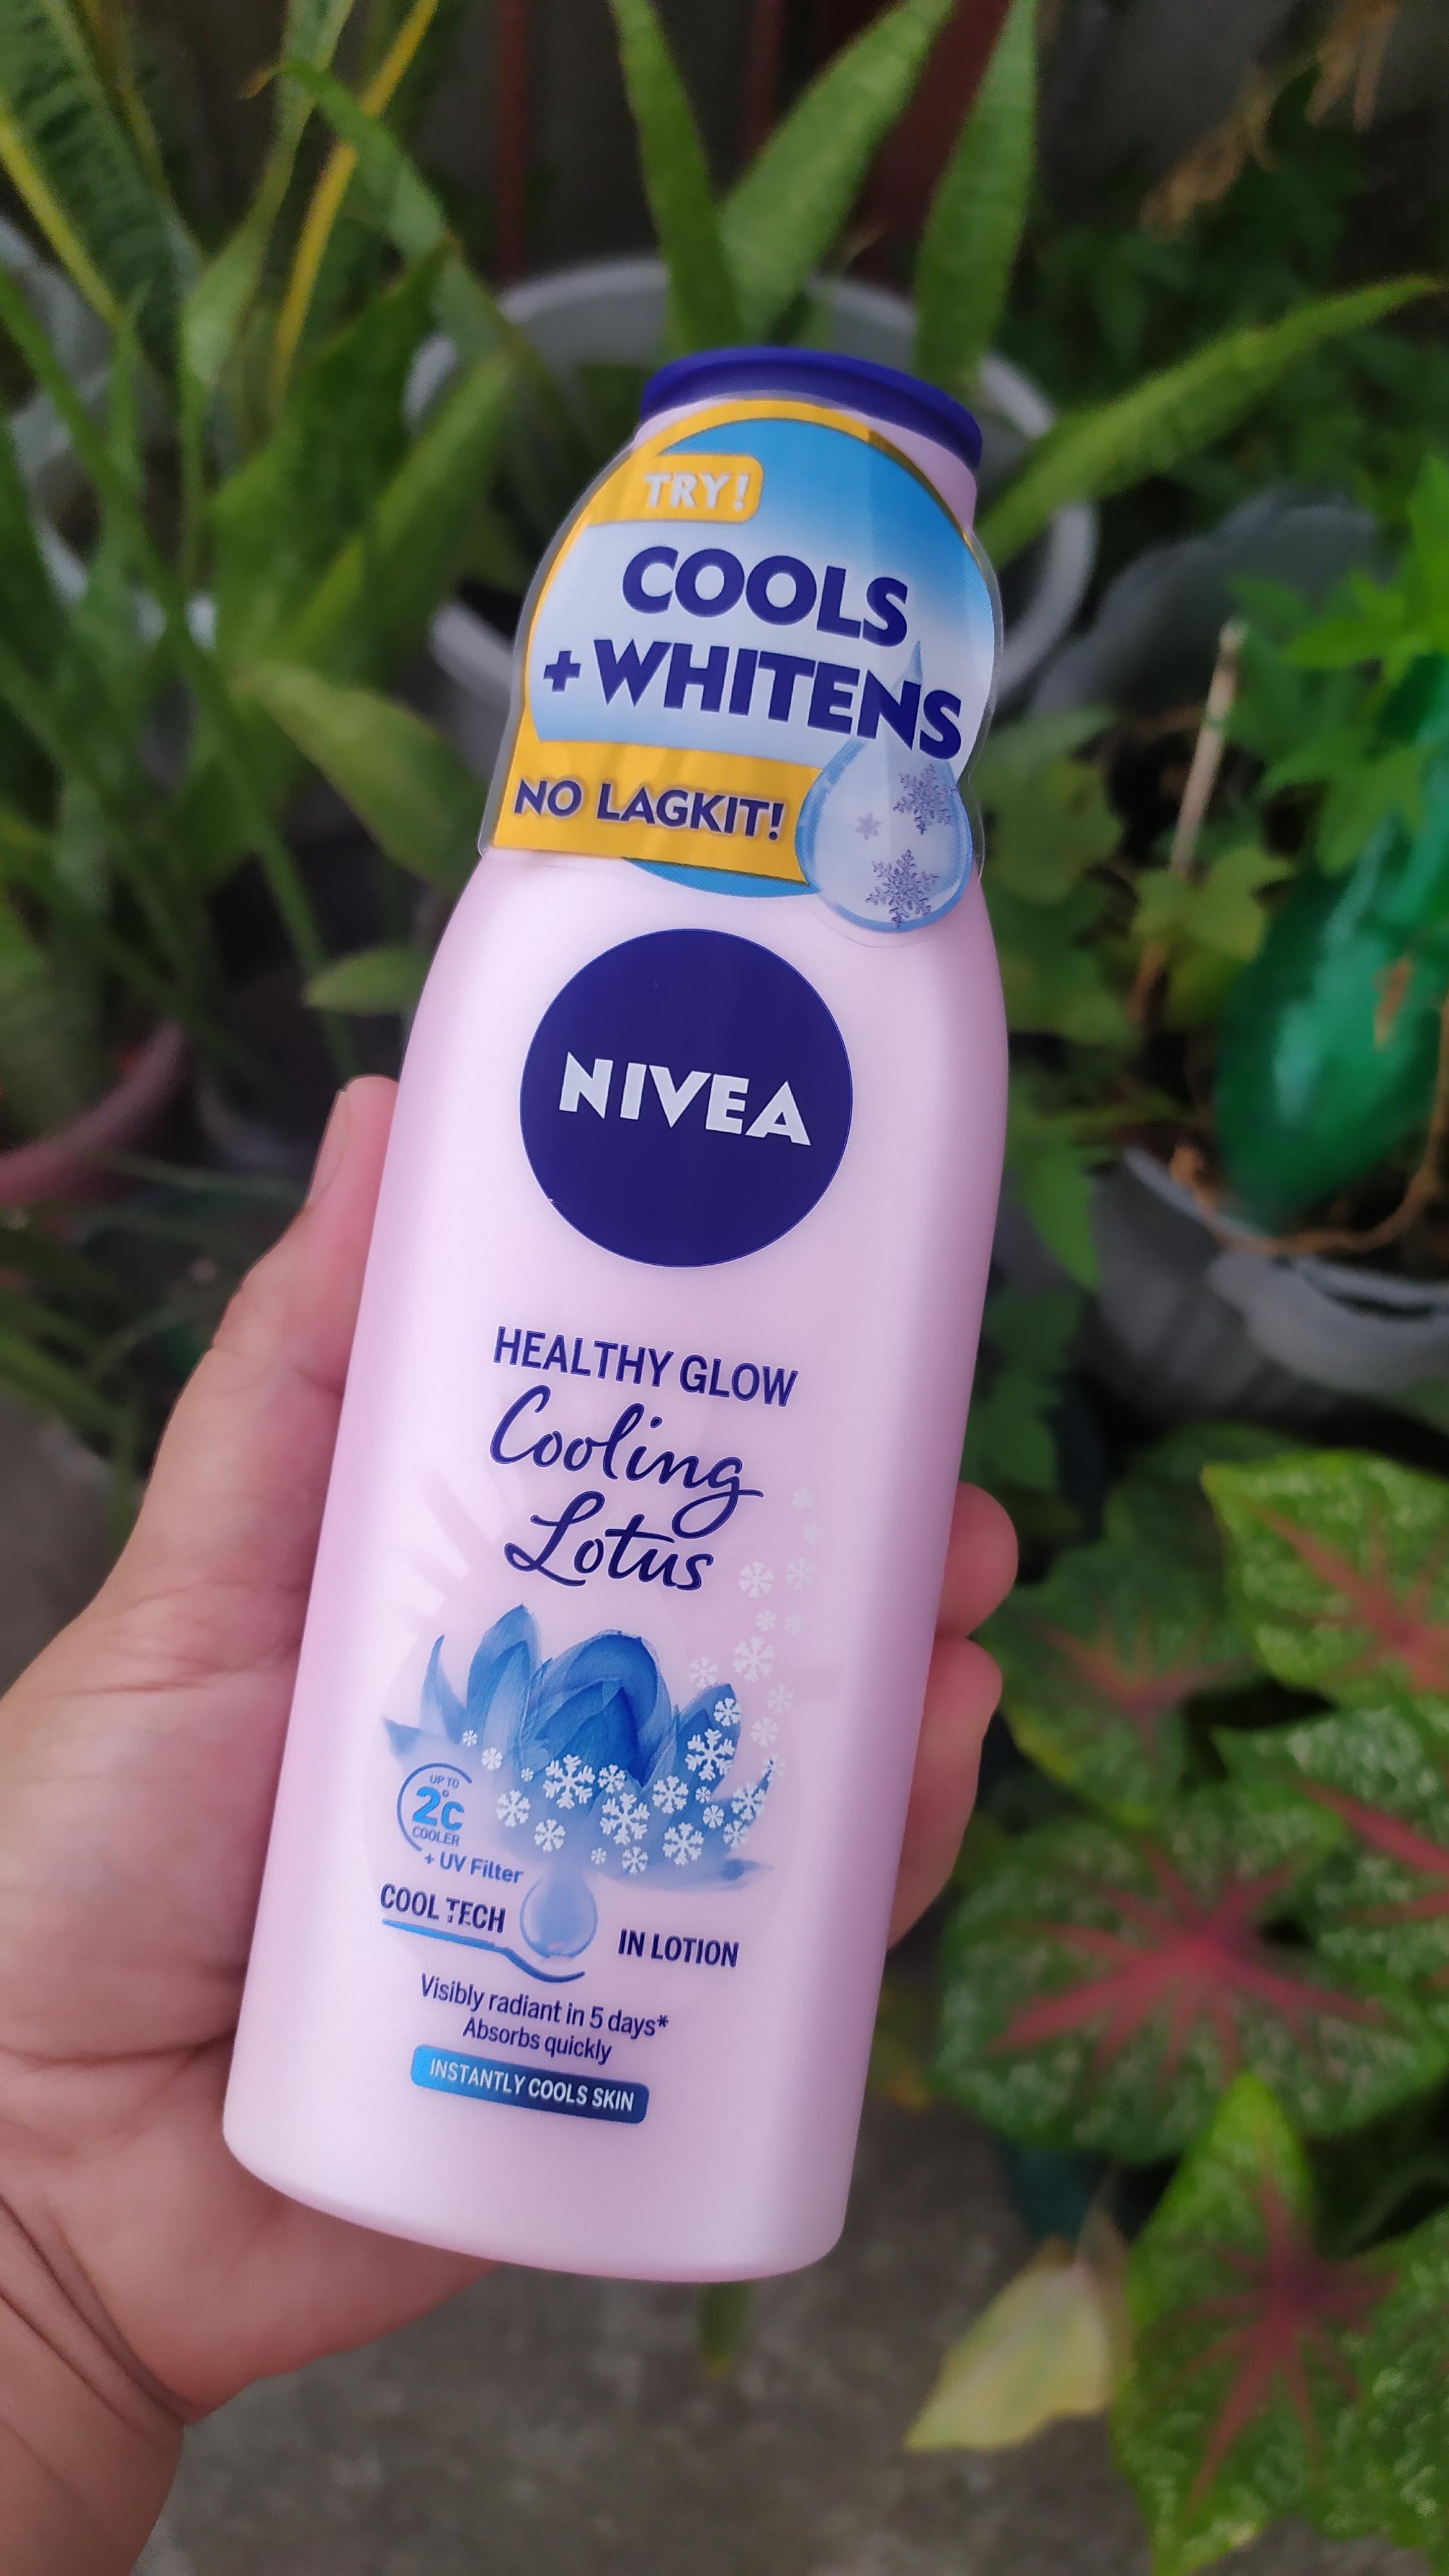 TRY!
COOLS
+ WHITENS
NO LAGKIT!
NIVEA
HEALTHY GLOW
Cooling
Lotus
UP TO
2°C
COOLER
+ UV Filter
COOL TECH IN LOTION
Visibly radiant in 5 days*
Absorbs quickly
INSTANTLY COOLS SKIN